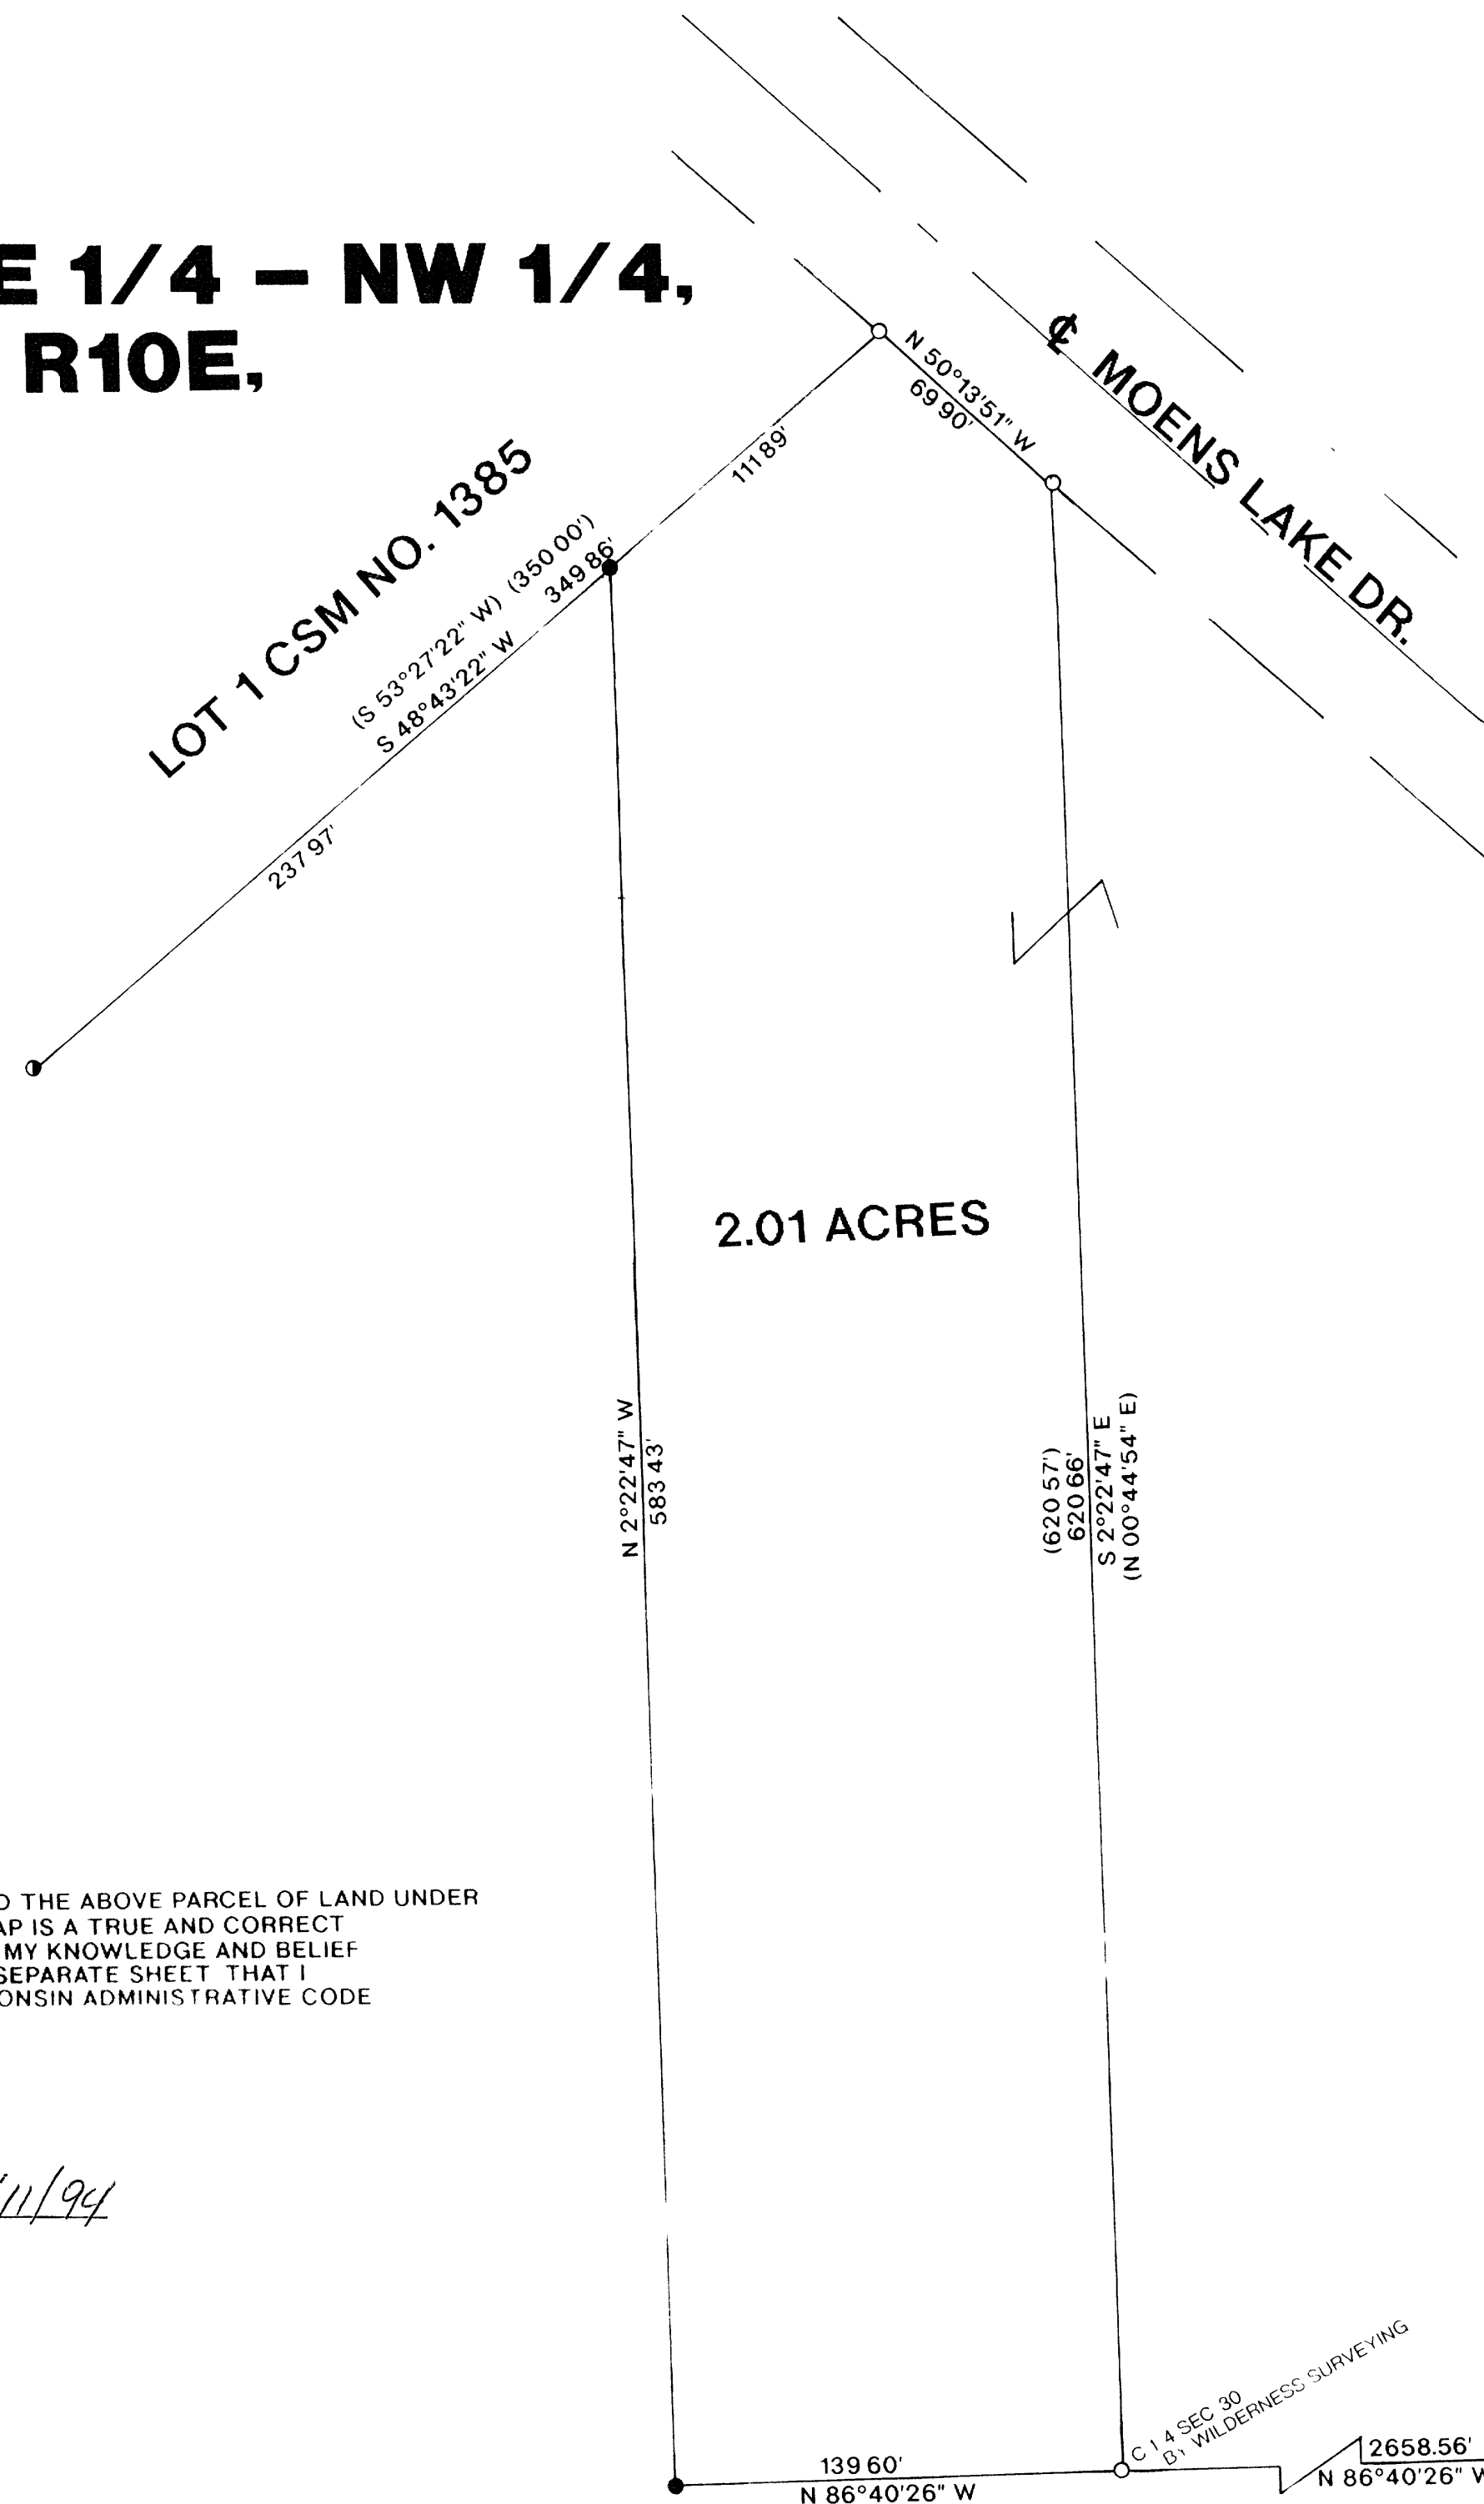 E 1/4 – NW 1/4,
R10E,
℄ MOENS LAKE DR.
N 50°13'51" W
69 90'
111 89'
LOT 1 CSM NO. 1385
(S 53°27'22" W) (350 00')
S 48°43'22" W 349 86'
237 97'
2.01 ACRES
N 2°22'47" W
583 43'
(620 57')
620 66'
S 2°22'47" E
(N 00°44'54" E)
D THE ABOVE PARCEL OF LAND UNDER
AP IS A TRUE AND CORRECT
MY KNOWLEDGE AND BELIEF
SEPARATE SHEET THAT I
ONSIN ADMINISTRATIVE CODE
11/94
C 1 4 SEC 30
BY WILDERNESS SURVEYING
139 60'
N 86°40'26" W
2658.56'
N 86°40'26" W